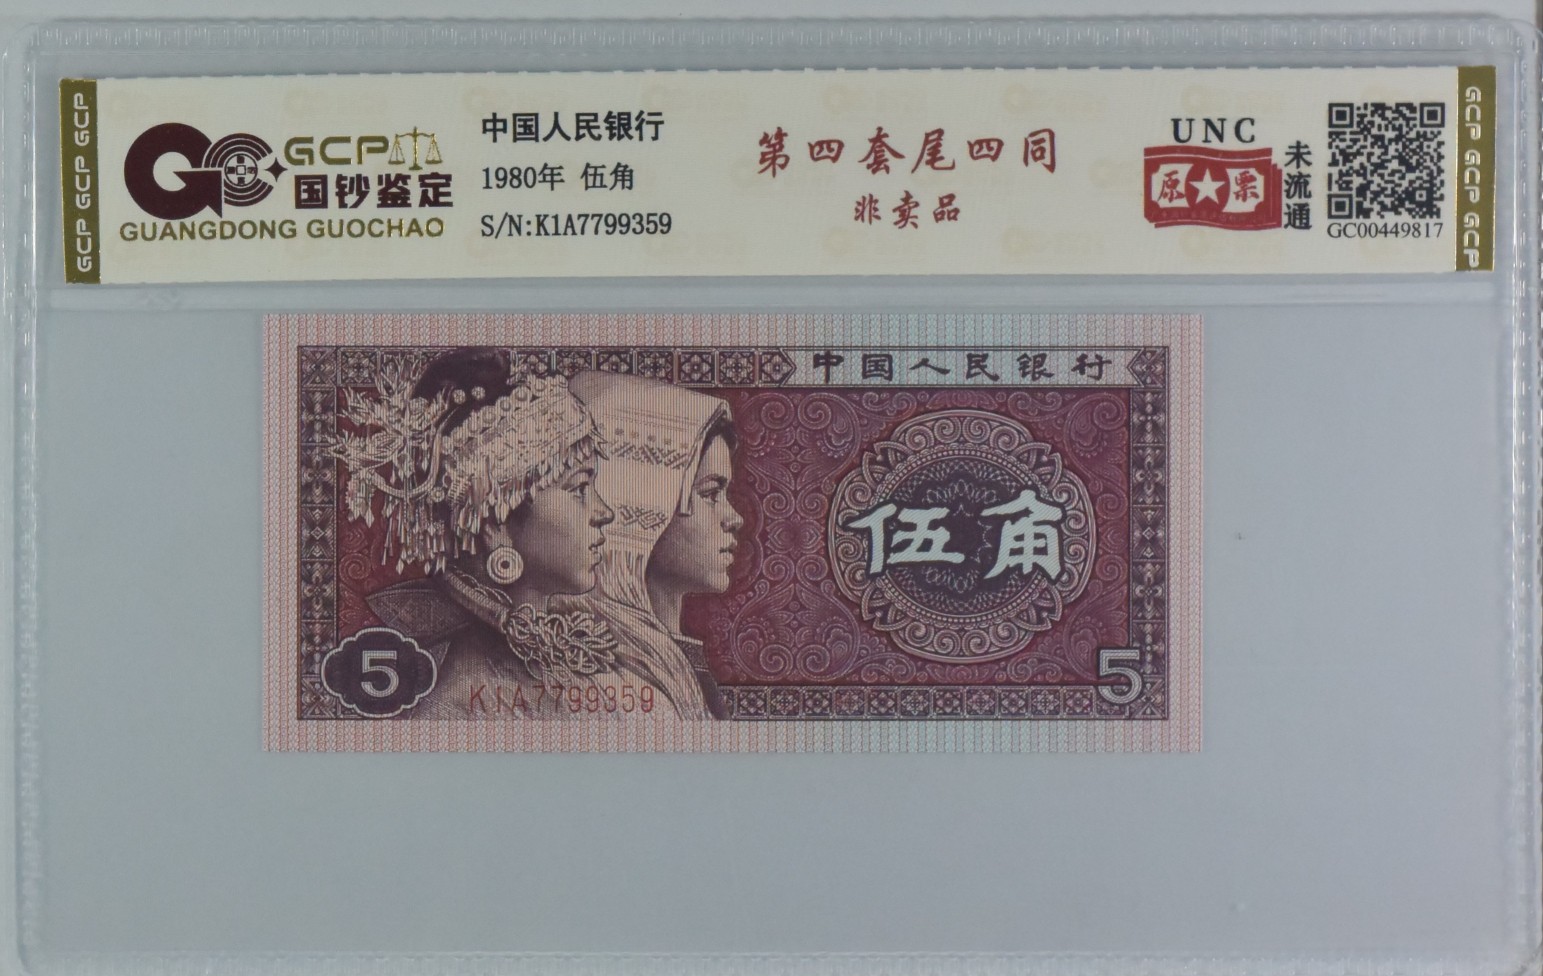 GCP GCP GCP
GCP
国钞鉴定
GUANGDONG GUOCHAO
中国人民银行
1980年 伍角
S/N:K1A7799359
第四套尾四同
非卖品
UNC
原票
未流通
GC00449817
GCP GCP GCP
中国人民银行
伍角
5
K1A7799359
5